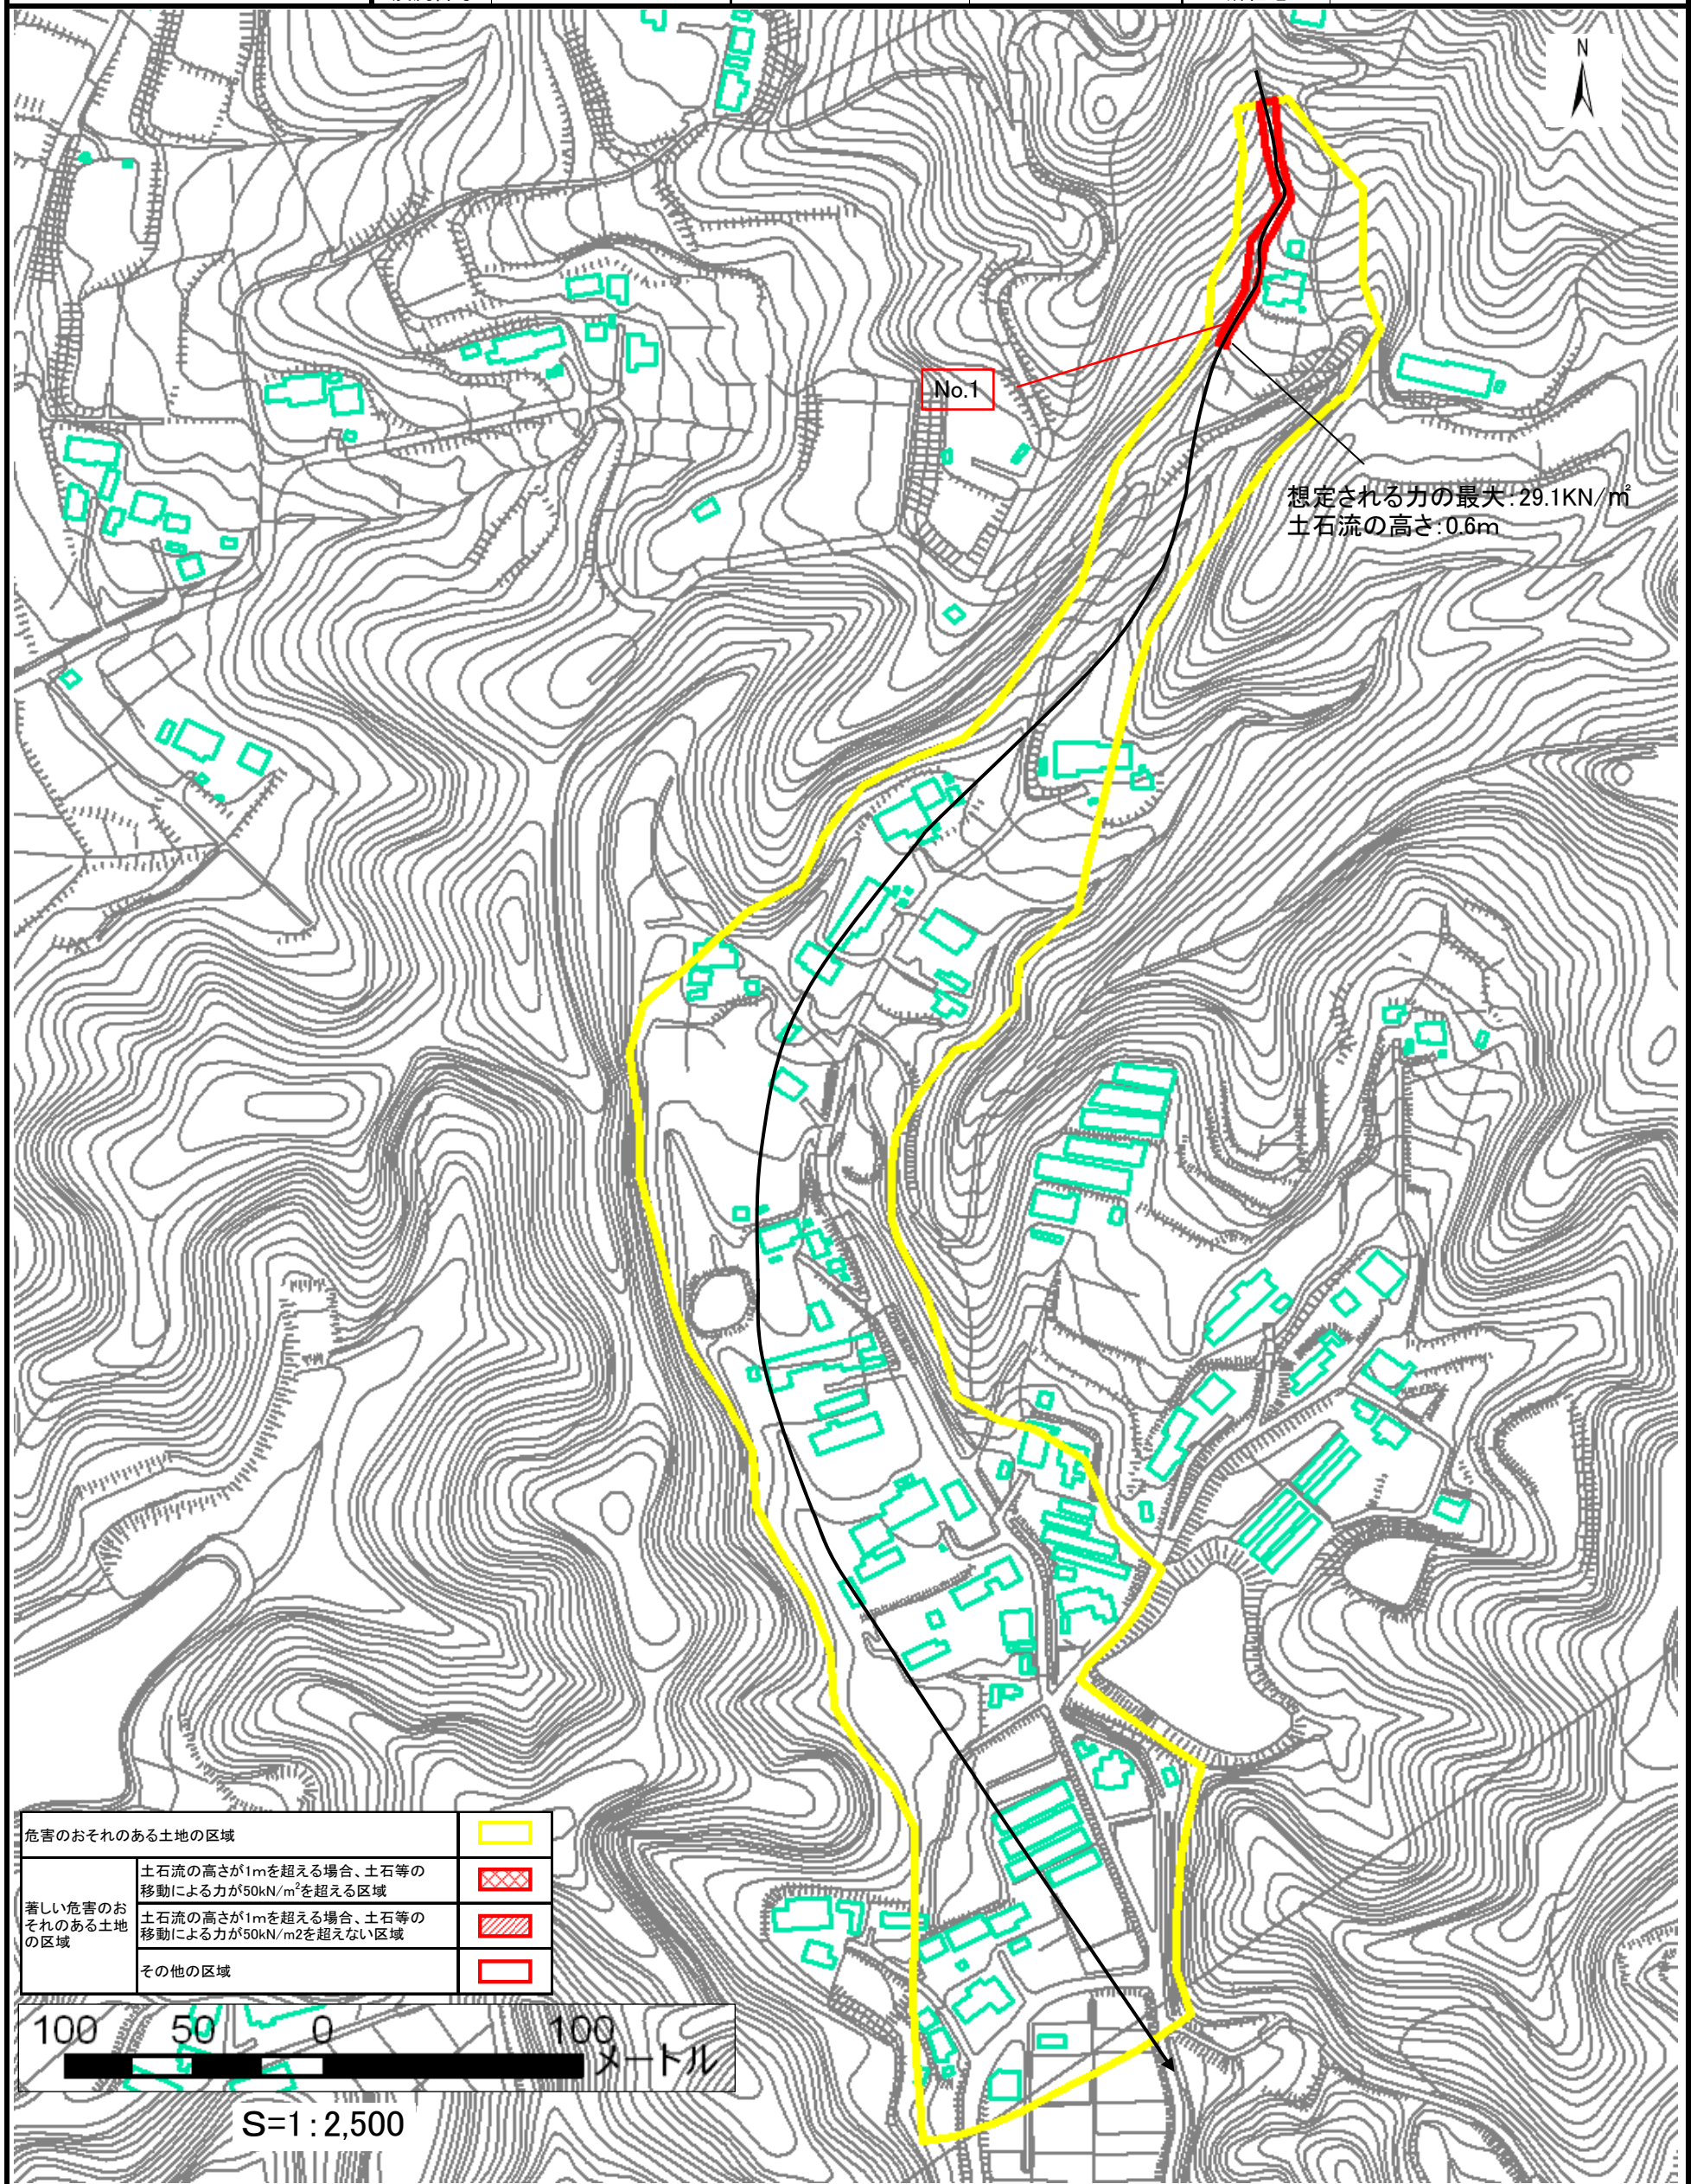 N
No.1
想定される力の最大:29.1KN/㎡
土石流の高さ:0.6m
危害のおそれのある土地の区域
著しい危害のお
それのある土地
の区域
土石流の高さが1mを超える場合、土石等の
移動による力が50kN/m²を超える区域
土石流の高さが1mを超える場合、土石等の
移動による力が50kN/m2を超えない区域
その他の区域
100 50 0 100
メートル
S=1:2,500